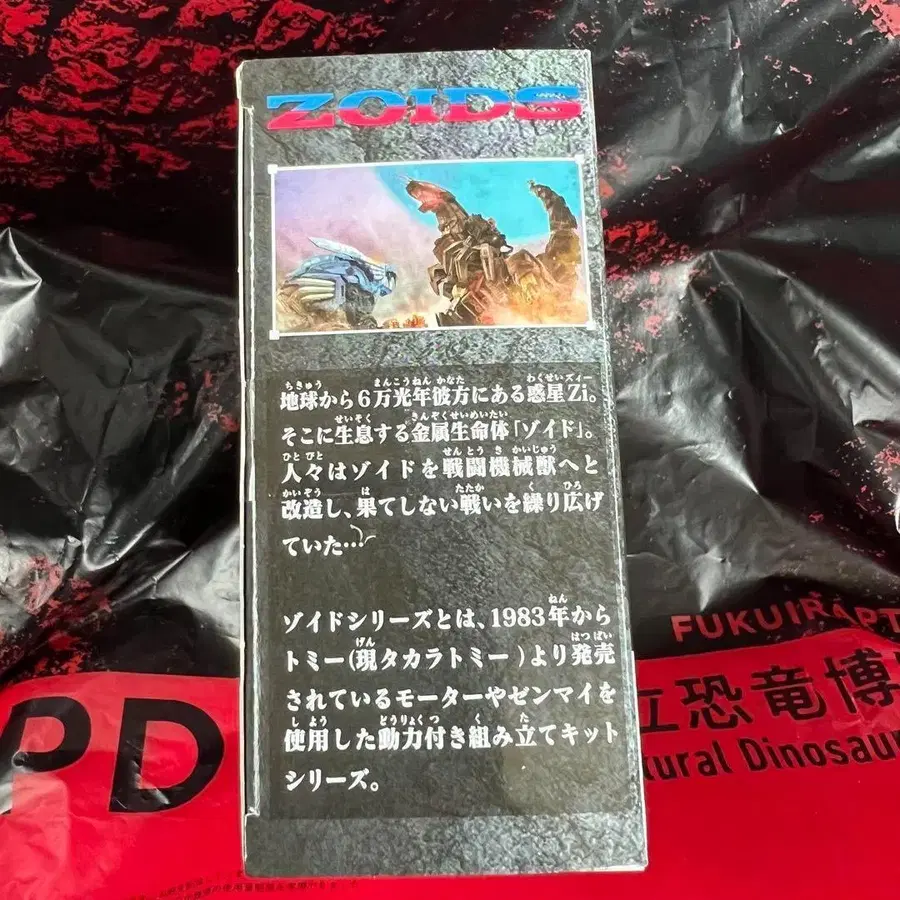 ZOIDS
地球から6万光年彼方にある惑星Zi。
そこに生息する金属生命体「ゾイド」。
人々はゾイドを戦闘機械獣へと
改造し、果てしない戦いを繰り広げ
ていた…
ゾイドシリーズとは、1983年から
トミー(現タカラトミー)より発売
されているモーターやゼンマイを
使用した動力付き組み立てキット
シリーズ。
FUKUIRAPT
立恐竜博
PD
tural Dinosaur